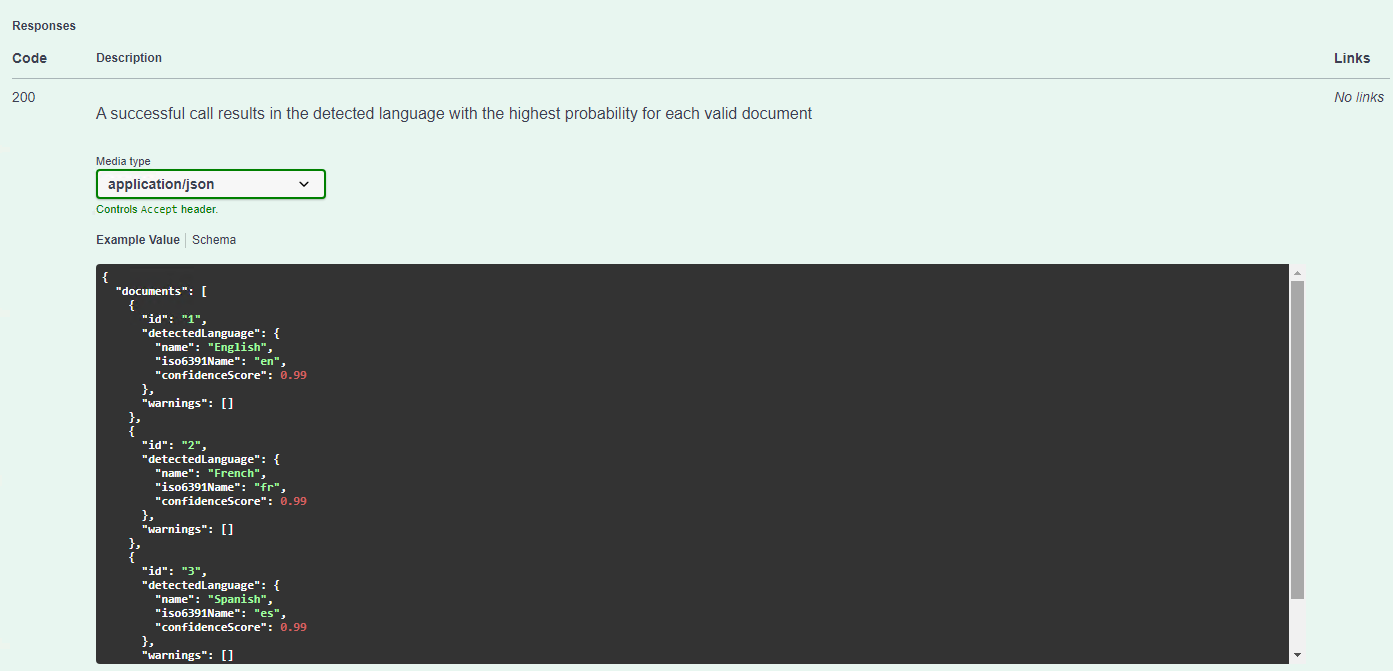 Responses
Code Description Links
200 No links
A successful call results in the detected language with the highest probability for each valid document
Media type
application/json
Controls Accept header.
Example Value Schema
{
  "documents": [
    {
      "id": "1",
      "detectedLanguage": {
        "name": "English",
        "iso6391Name": "en",
        "confidenceScore": 0.99
      },
      "warnings": []
    },
    {
      "id": "2",
      "detectedLanguage": {
        "name": "French",
        "iso6391Name": "fr",
        "confidenceScore": 0.99
      },
      "warnings": []
    },
    {
      "id": "3",
      "detectedLanguage": {
        "name": "Spanish",
        "iso6391Name": "es",
        "confidenceScore": 0.99
      },
      "warnings": []